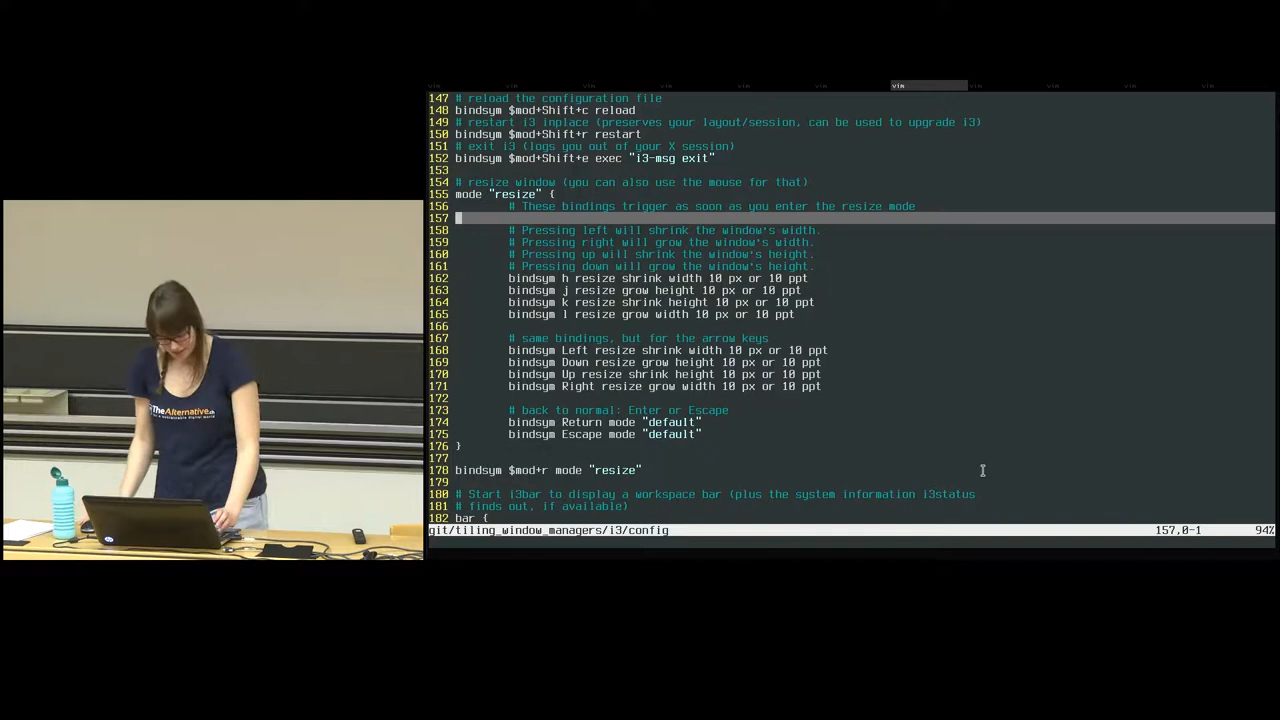 vim vim vim vim vim vim vim vim vim vim vim
147 # reload the configuration file
148 bindsym $mod+Shift+c reload
149 # restart i3 inplace (preserves your layout/session, can be used to upgrade i3)
150 bindsym $mod+Shift+r restart
151 # exit i3 (logs you out of your X session)
152 bindsym $mod+Shift+e exec "i3-msg exit"
153
154 # resize window (you can also use the mouse for that)
155 mode "resize" {
156 # These bindings trigger as soon as you enter the resize mode
157
158 # Pressing left will shrink the window's width.
159 # Pressing right will grow the window's width.
160 # Pressing up will shrink the window's height.
161 # Pressing down will grow the window's height.
162 bindsym h resize shrink width 10 px or 10 ppt
163 bindsym j resize grow height 10 px or 10 ppt
164 bindsym k resize shrink height 10 px or 10 ppt
165 bindsym l resize grow width 10 px or 10 ppt
166
167 # same bindings, but for the arrow keys
168 bindsym Left resize shrink width 10 px or 10 ppt
169 bindsym Down resize grow height 10 px or 10 ppt
170 bindsym Up resize shrink height 10 px or 10 ppt
171 bindsym Right resize grow width 10 px or 10 ppt
172
173 # back to normal: Enter or Escape
174 bindsym Return mode "default"
175 bindsym Escape mode "default"
176 }
177
178 bindsym $mod+r mode "resize"
179
180 # Start i3bar to display a workspace bar (plus the system information i3status
181 # finds out, if available)
182 bar {
git/tiling_window_managers/i3/config 157,0-1 94%
TheAlternative